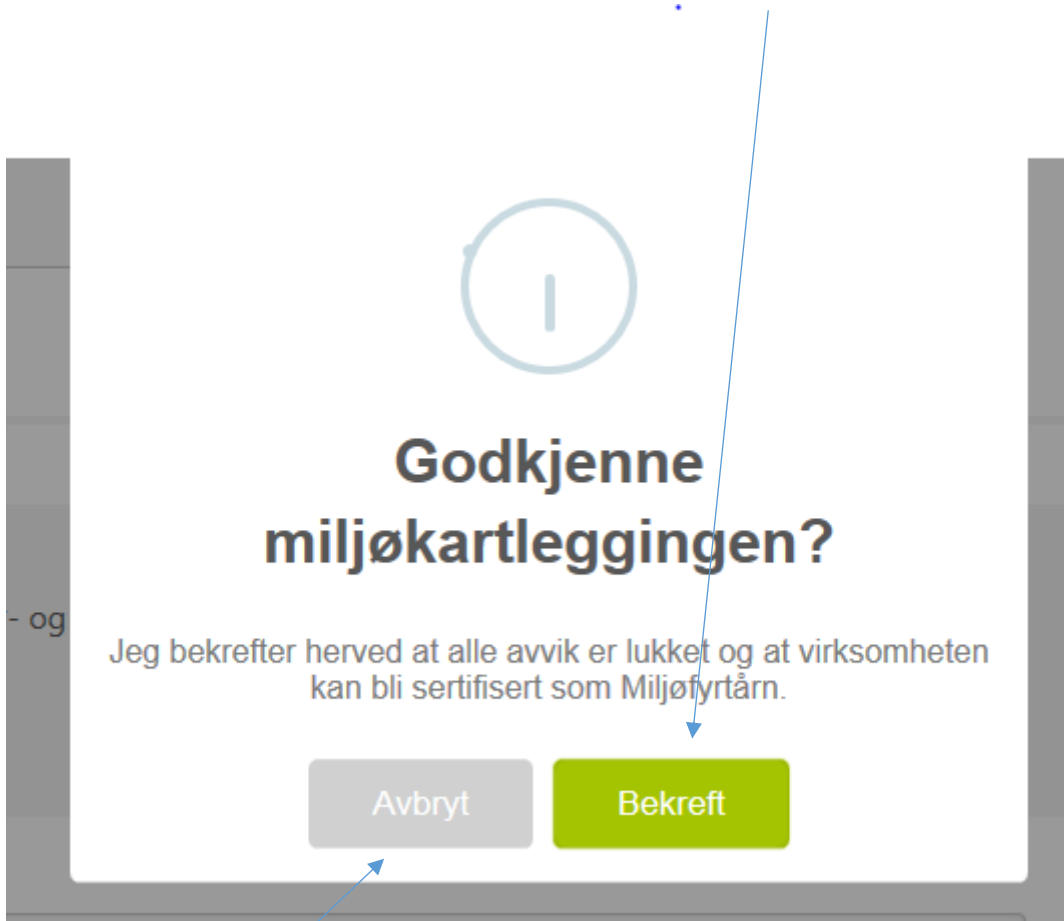 Godkjenne
miljøkartleggingen?
- og
Jeg bekrefter herved at alle avvik er lukket og at virksomheten
kan bli sertifisert som Miljøfyrtårn.
Avbryt
Bekreft